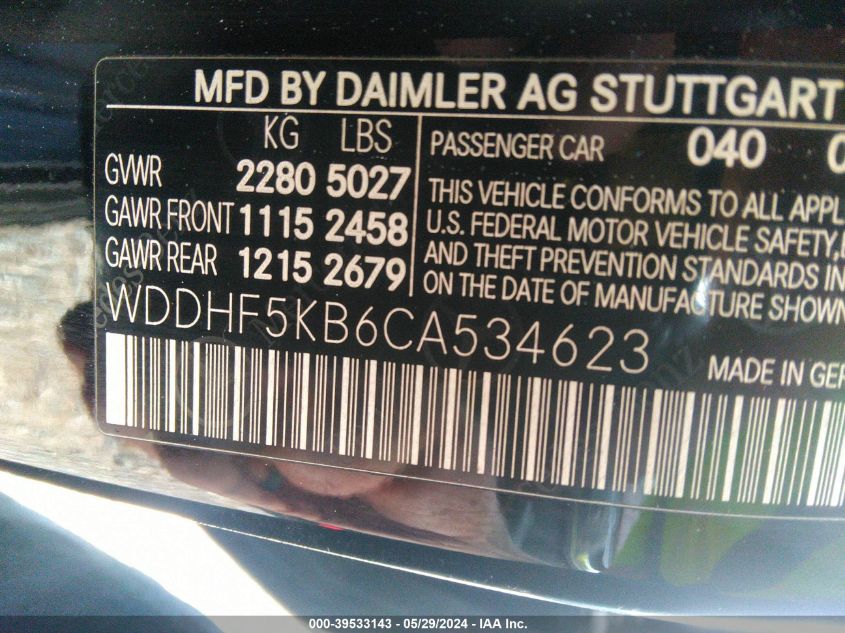 MFD BY DAIMLER AG STUTTGART
KG LBS
GVWR 2280 5027
GAWR FRONT 1115 2458
GAWR REAR 1215 2679
PASSENGER CAR 040
THIS VEHICLE CONFORMS TO ALL
U.S. FEDERAL MOTOR VEHICLE SAFETY,
AND THEFT PREVENTION STANDARDS IN
ON THE DATE OF MANUFACTURE SHOWN
WDDHF5KB6CA534623
MADE IN GER
000-39533143 - 05/29/2024 - IAA Inc.